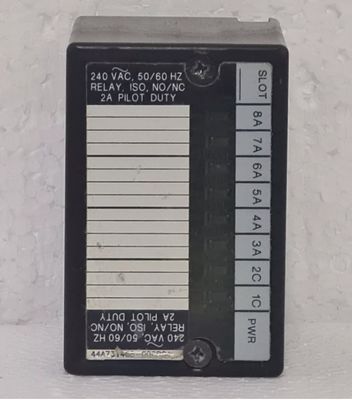 240 VAC, 50/60 HZ
RELAY, ISO, NO/NC
2A PILOT DUTY
SLOT
8A
7A
6A
5A
4A
3A
2C
1C
PWR
240 VAC, 50/60 HZ
RELAY, ISO, NO/NC
2A PILOT DUTY